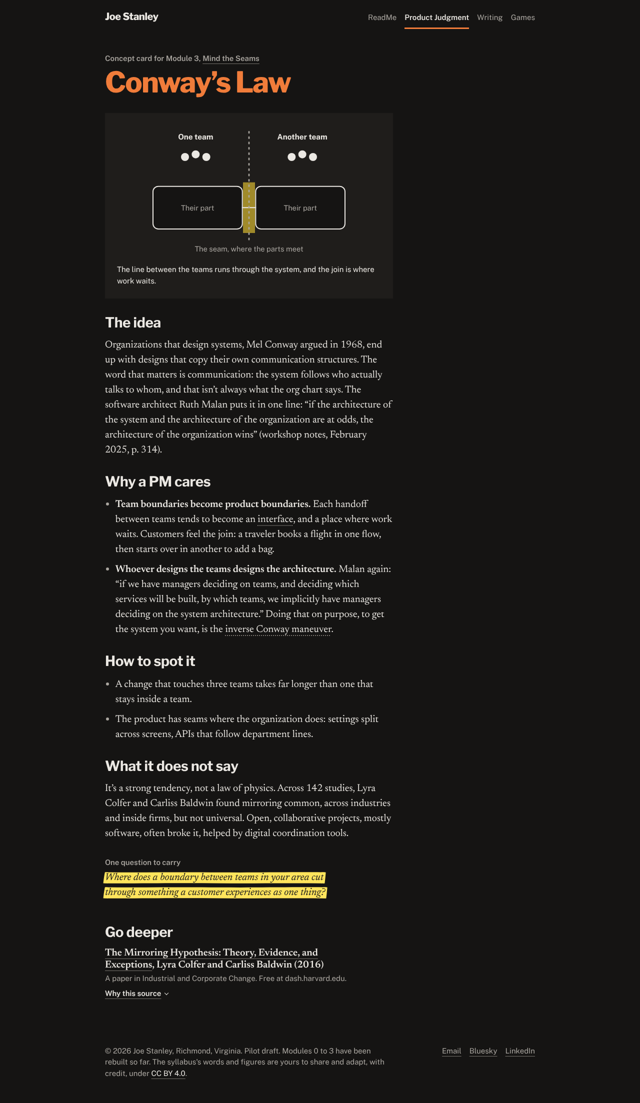 Joe Stanley
ReadMe Product Judgment Writing Games
Concept card for Module 3, Mind the Seams
Conway’s Law
One team Another team
Their part Their part
The seam, where the parts meet
The line between the teams runs through the system, and the join is where
work waits.
The idea
Organizations that design systems, Mel Conway argued in 1968, end
up with designs that copy their own communication structures. The
word that matters is communication: the system follows who actually
talks to whom, and that isn’t always what the org chart says. The
software architect Ruth Malan puts it in one line: “if the architecture of
the system and the architecture of the organization are at odds, the
architecture of the organization wins” (workshop notes, February
2025, p. 314).
Why a PM cares
• Team boundaries become product boundaries. Each handoff
between teams tends to become an interface, and a place where work
waits. Customers feel the join: a traveler books a flight in one flow,
then starts over in another to add a bag.
• Whoever designs the teams designs the architecture. Malan again:
“if we have managers deciding on teams, and deciding which
services will be built, by which teams, we implicitly have managers
deciding on the system architecture.” Doing that on purpose, to get
the system you want, is the inverse Conway maneuver.
How to spot it
• A change that touches three teams takes far longer than one that
stays inside a team.
• The product has seams where the organization does: settings split
across screens, APIs that follow department lines.
What it does not say
It’s a strong tendency, not a law of physics. Across 142 studies, Lyra
Colfer and Carliss Baldwin found mirroring common, across industries
and inside firms, but not universal. Open, collaborative projects, mostly
software, often broke it, helped by digital coordination tools.
One question to carry
Where does a boundary between teams in your area cut
through something a customer experiences as one thing?
Go deeper
The Mirroring Hypothesis: Theory, Evidence, and
Exceptions, Lyra Colfer and Carliss Baldwin (2016)
A paper in Industrial and Corporate Change. Free at dash.harvard.edu.
Why this source
© 2026 Joe Stanley, Richmond, Virginia. Pilot draft. Modules 0 to 3 have been
rebuilt so far. The syllabus’s words and figures are yours to share and adapt, with
credit, under CC BY 4.0.
Email Bluesky LinkedIn